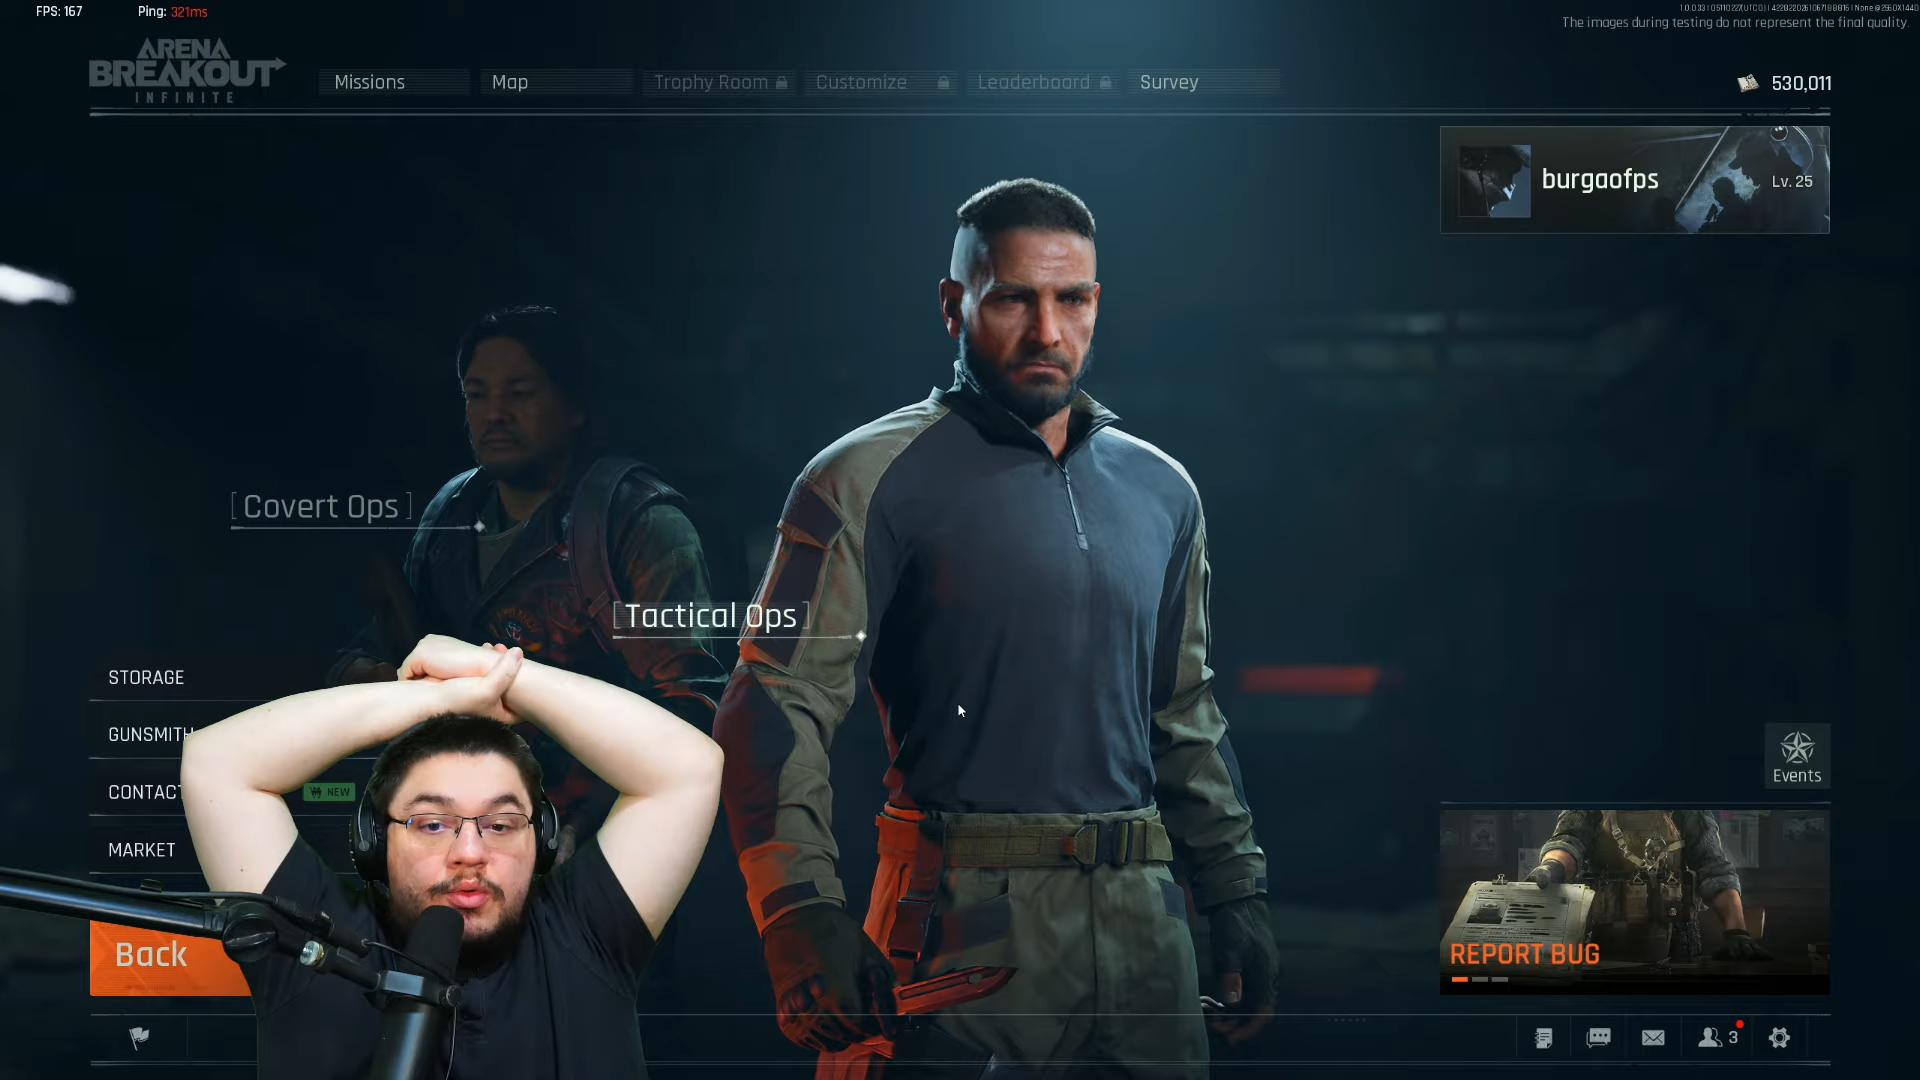 FPS: 167 Ping: 321ms
The images during testing do not represent the final quality.
ARENA
BREAKOUT
INFINITE
Missions Map Trophy Room Customize Leaderboard Survey
530,011
burgaofps
Lv. 25
[Covert Ops]
[Tactical Ops]
STORAGE
GUNSMITH
CONTACT
NEW
MARKET
Back
Events
REPORT BUG
3